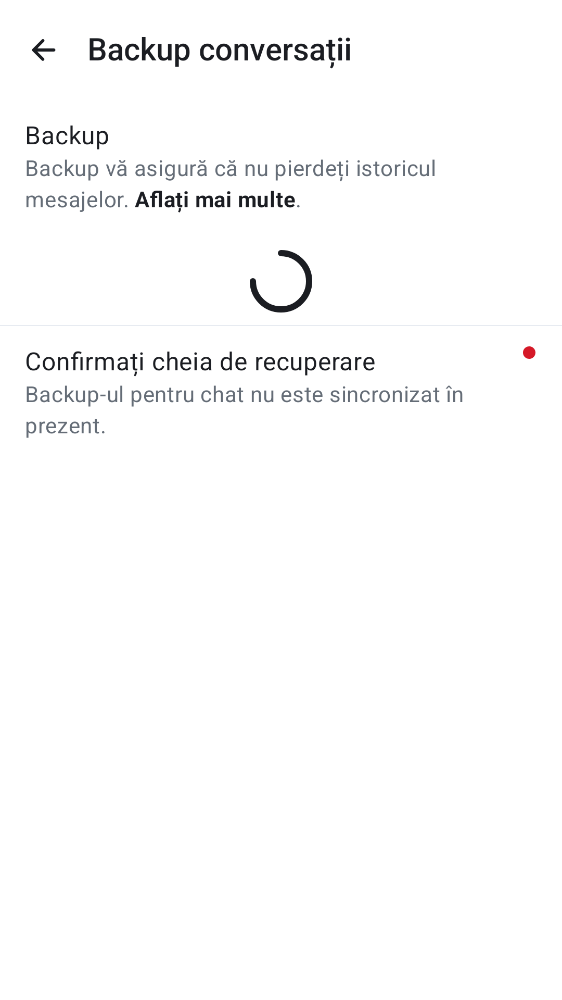 Backup conversații
Backup
Backup vă asigură că nu pierdeți istoricul
mesajelor. Aflați mai multe.
Confirmați cheia de recuperare
Backup-ul pentru chat nu este sincronizat în
prezent.